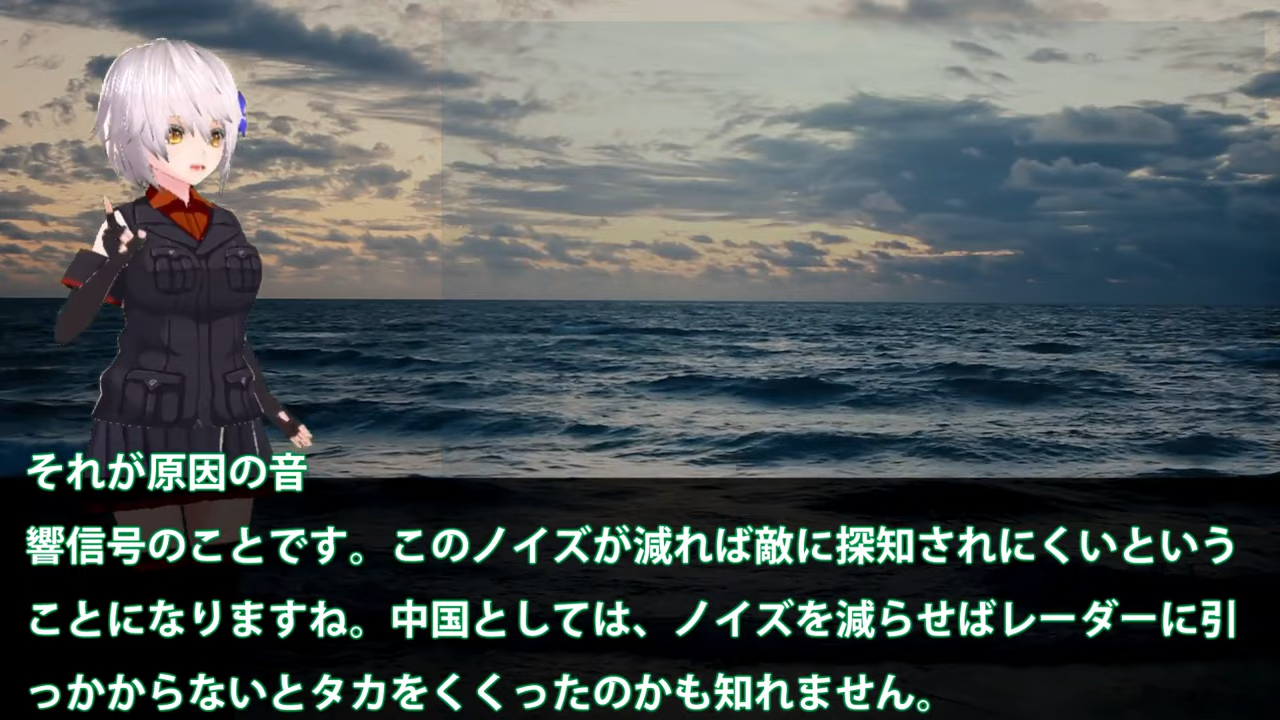 それが原因の音
響信号のことです。このノイズが減れば敵に探知されにくいという
ことになりますね。中国としては、ノイズを減らせばレーダーに引
っかからないとタカをくくったのかも知れません。